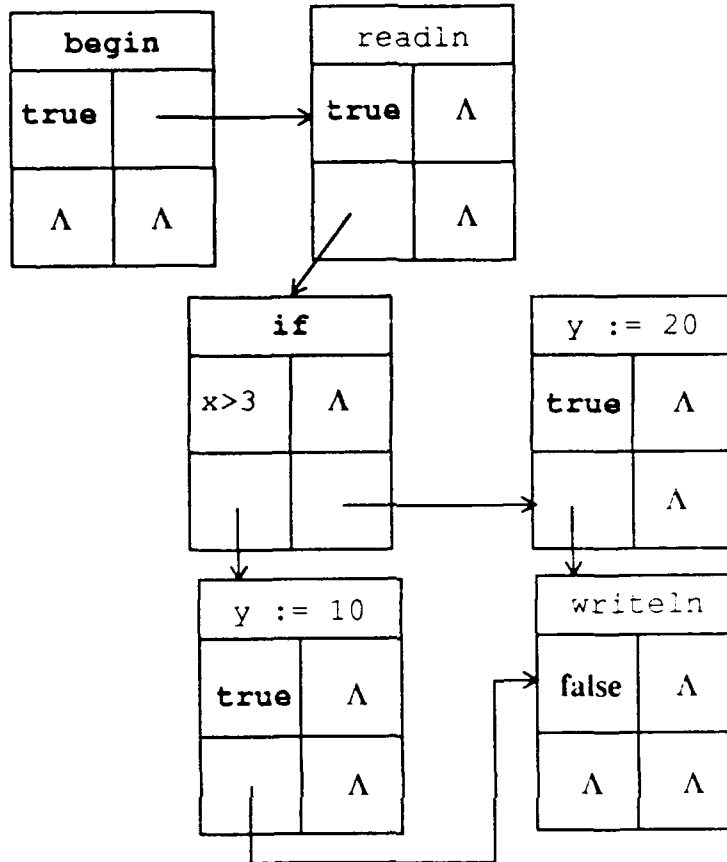 begin
true
Λ Λ
readln
true Λ
Λ
if
x>3 Λ
y := 20
true Λ
Λ
y := 10
true Λ
Λ
writeln
false Λ
Λ Λ